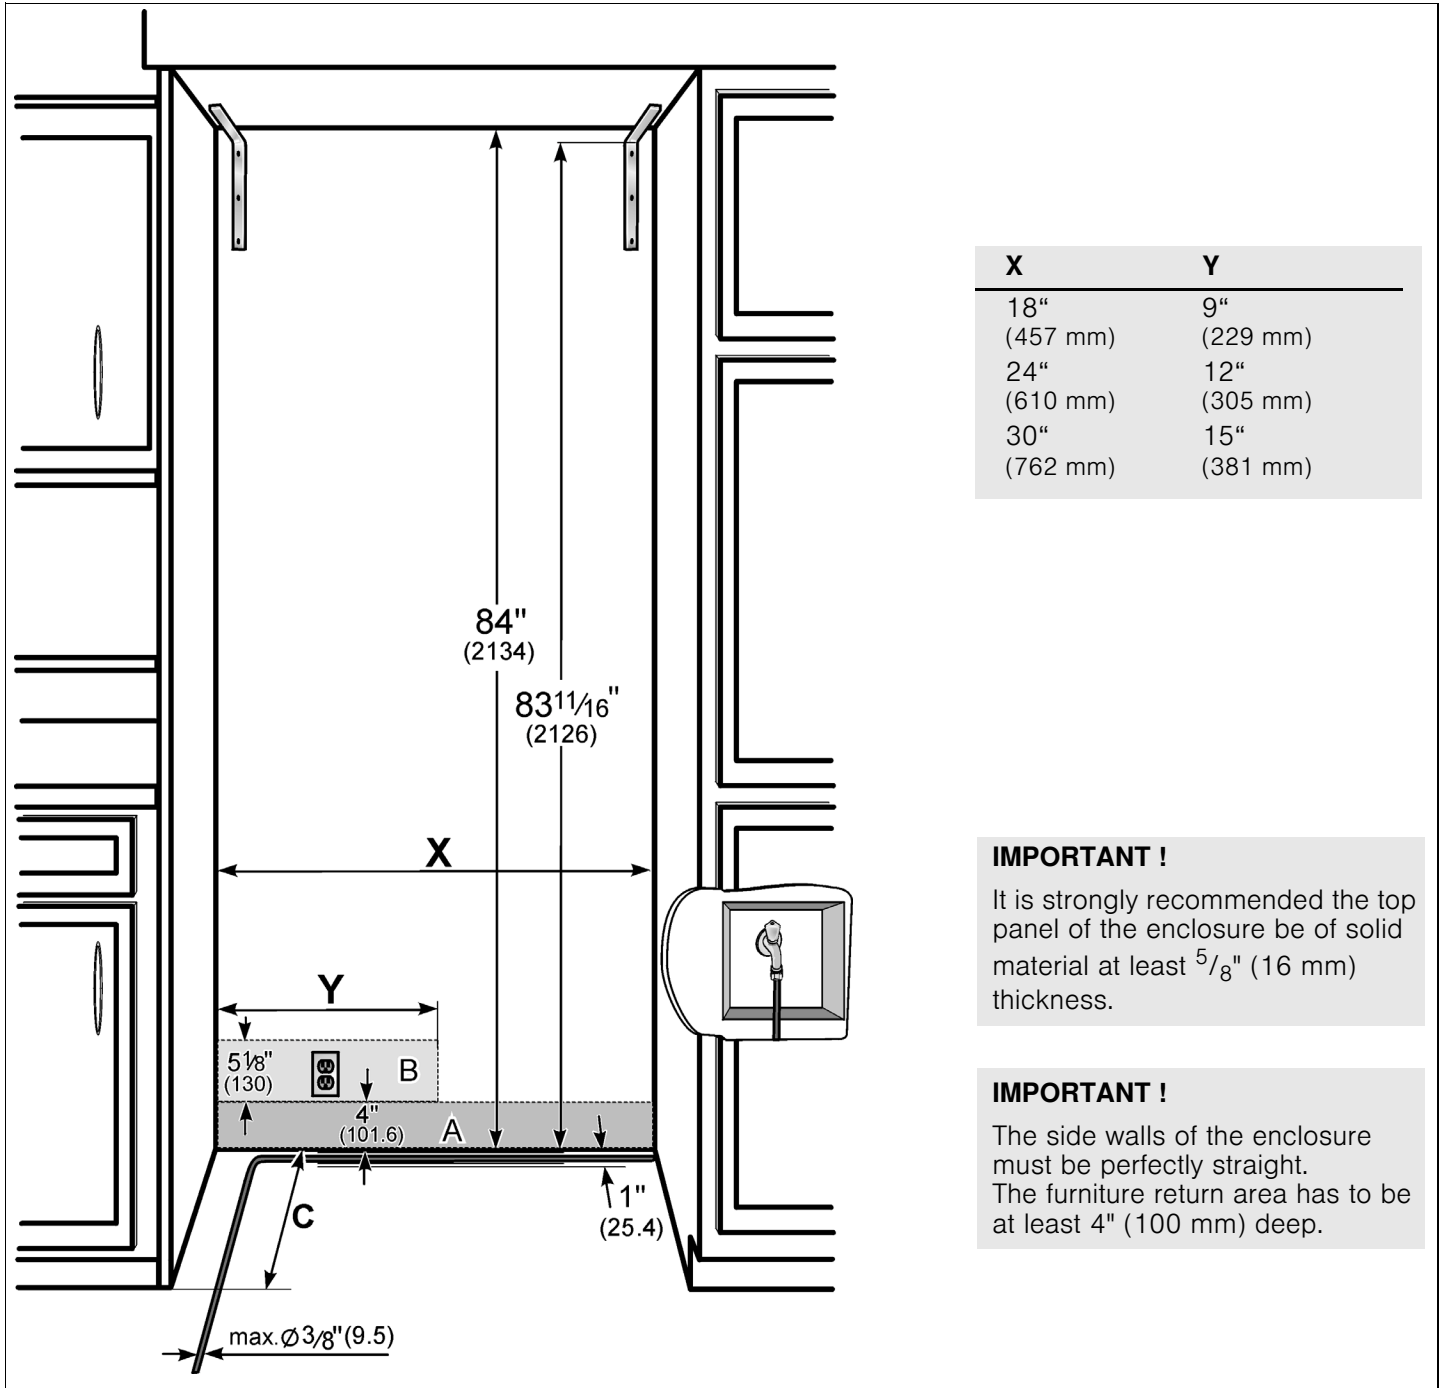 84"
(2134)
83 11/16"
(2126)
X
Y
5 1/8"
(130)
B
4"
(101.6)
A
1"
(25.4)
C
max. Ø 3/8" (9.5)
X Y
18“ 9“
(457 mm) (229 mm)
24“ 12“
(610 mm) (305 mm)
30“ 15“
(762 mm) (381 mm)
IMPORTANT !
It is strongly recommended the top
panel of the enclosure be of solid
material at least 5/8" (16 mm)
thickness.
IMPORTANT !
The side walls of the enclosure
must be perfectly straight.
The furniture return area has to be
at least 4" (100 mm) deep.